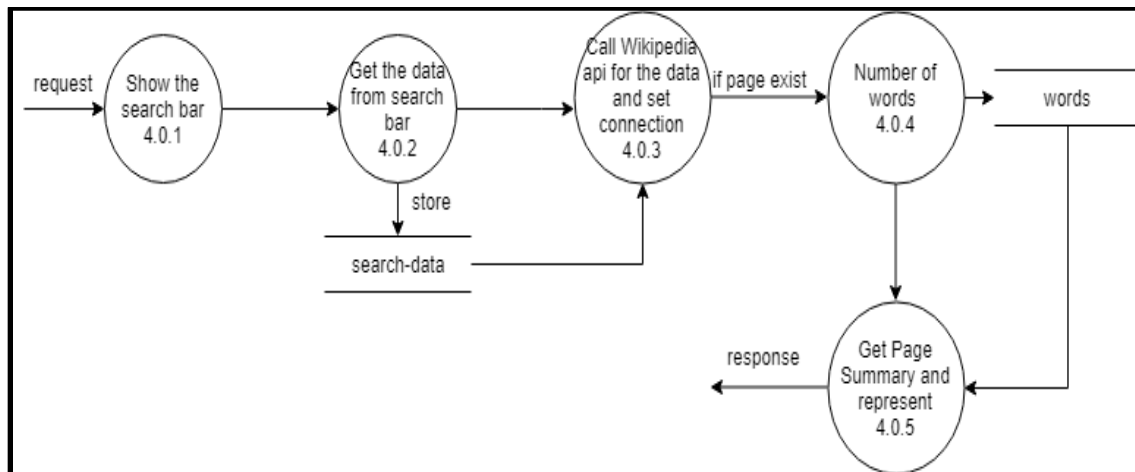 request
Show the
search bar
4.0.1
Get the data
from search
bar
4.0.2
store
search-data
Call Wikipedia
api for the data
and set
connection
4.0.3
if page exist
Number of
words
4.0.4
words
Get Page
Summary and
represent
4.0.5
response